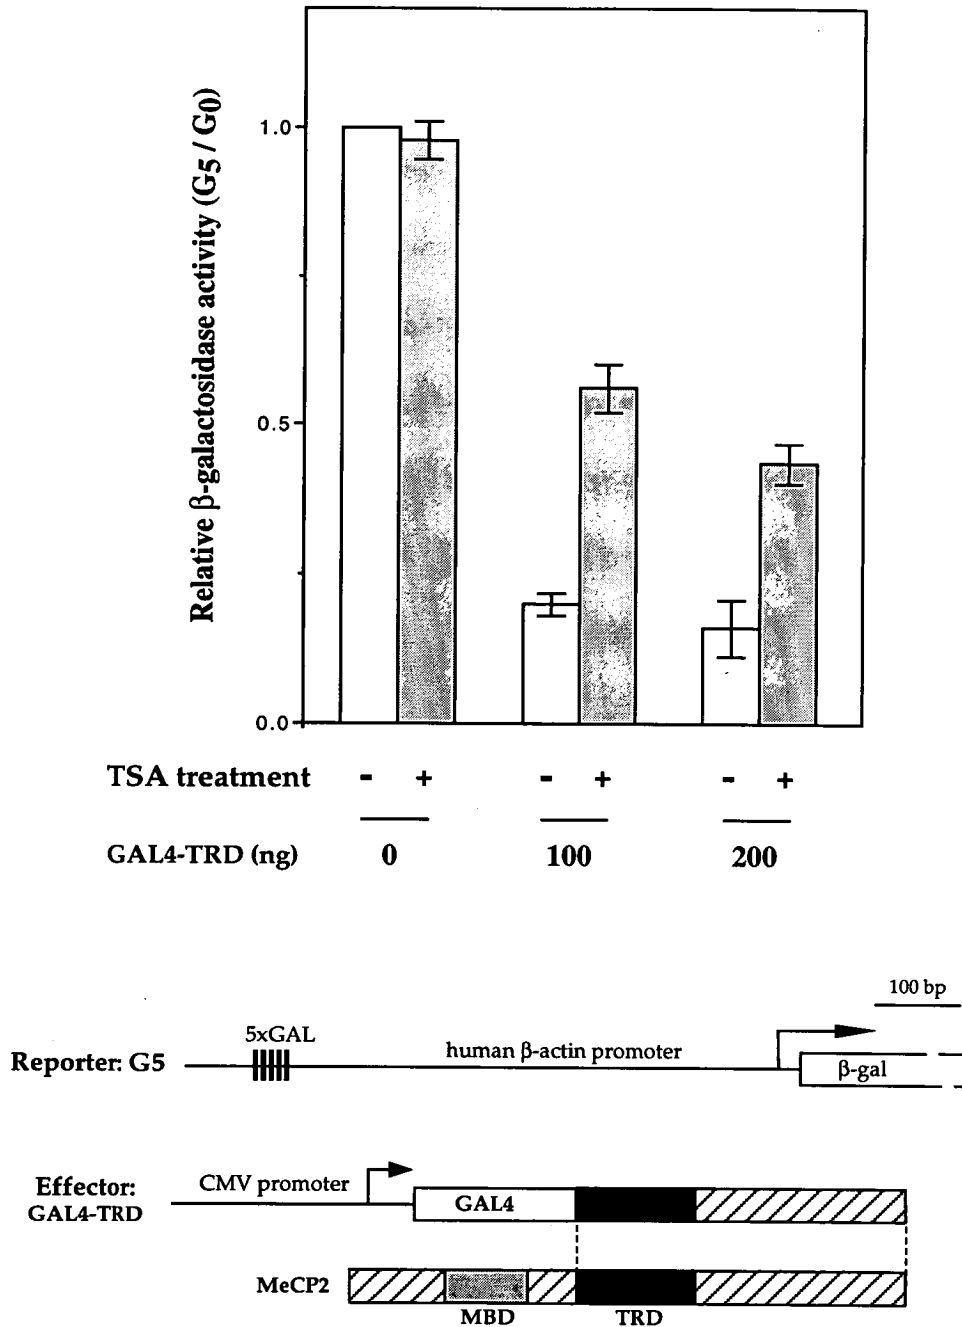 Relative β-galactosidase activity (G5 / G0)
1.0
0.5
0.0
TSA treatment - + - + - +
GAL4-TRD (ng) 0 100 200
100 bp
5xGAL
Reporter: G5 human β-actin promoter
β-gal
Effector: CMV promoter
GAL4-TRD GAL4
MeCP2
MBD TRD